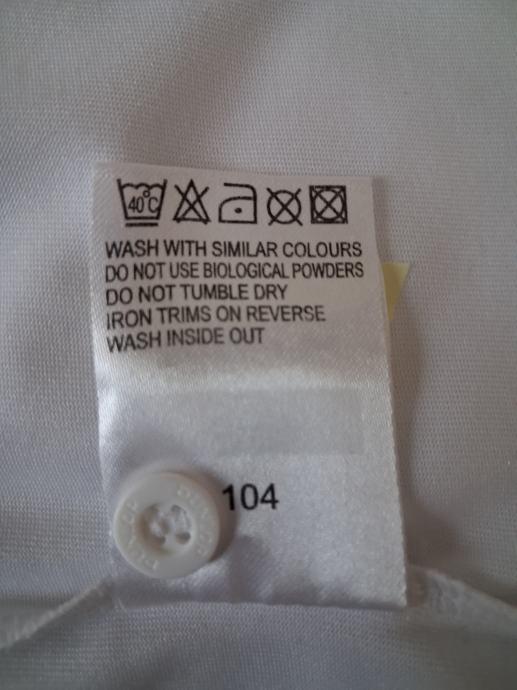 40°C
WASH WITH SIMILAR COLOURS
DO NOT USE BIOLOGICAL POWDERS
DO NOT TUMBLE DRY
IRON TRIMS ON REVERSE
WASH INSIDE OUT
104